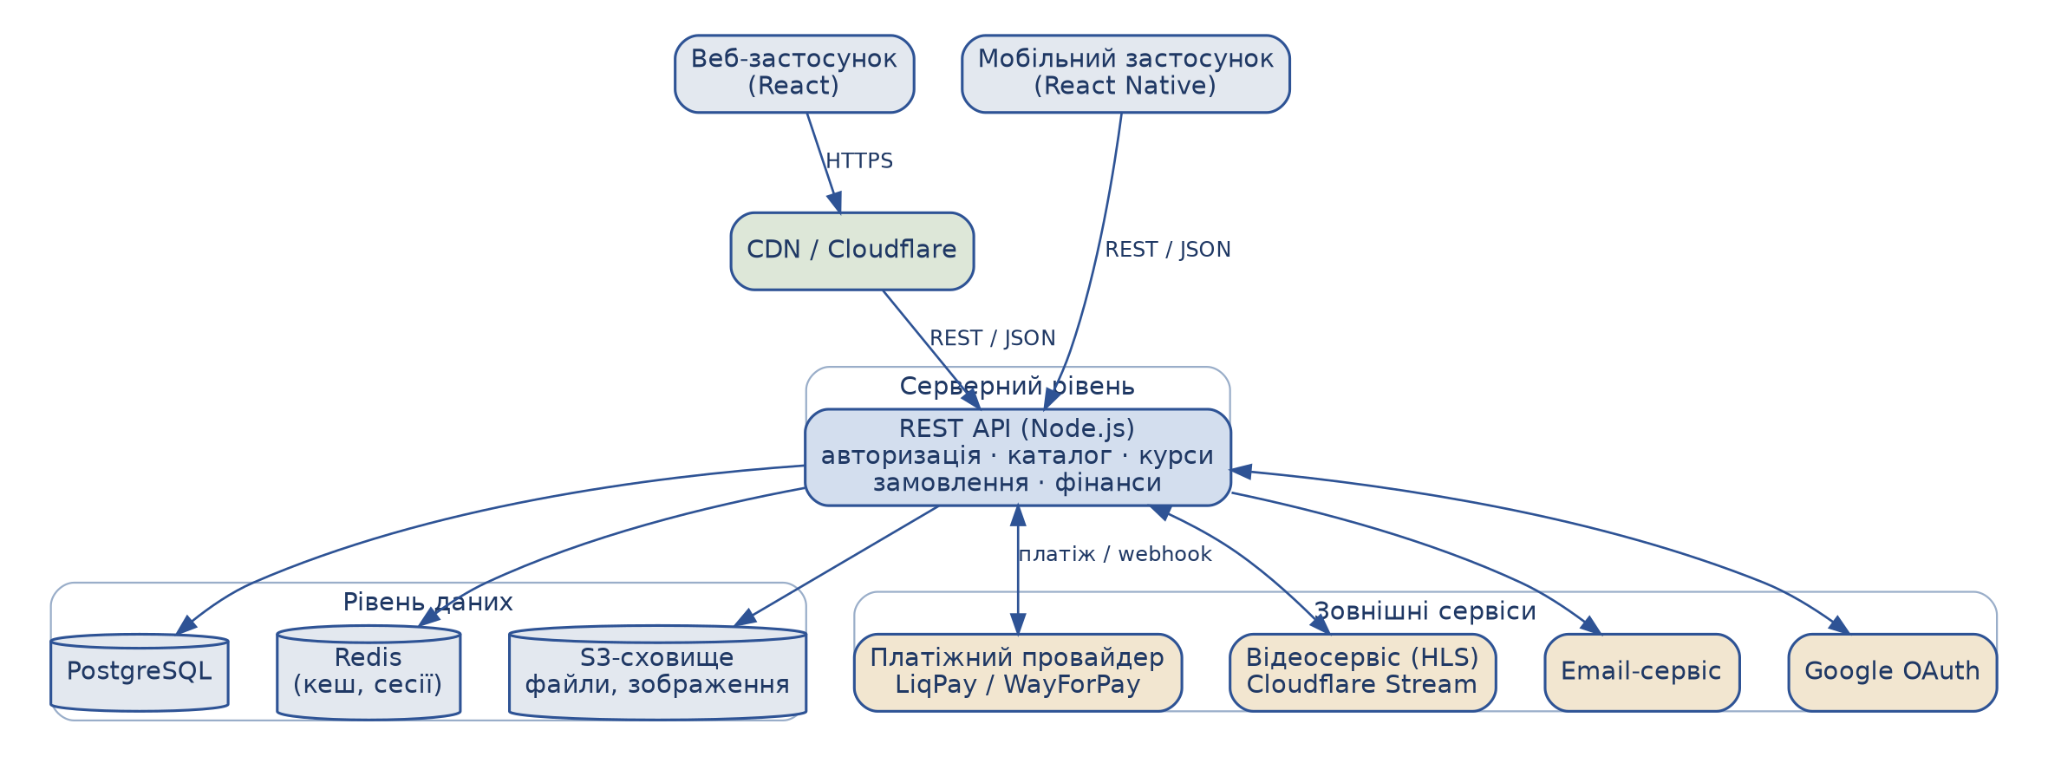 Веб-застосунок
(React)
Мобільний застосунок
(React Native)
HTTPS
CDN / Cloudflare
REST / JSON
REST / JSON
Серверний рівень
REST API (Node.js)
авторизація · каталог · курси
замовлення · фінанси
платіж / webhook
Рівень даних
PostgreSQL
Redis
(кеш, сесії)
S3-сховище
файли, зображення
Зовнішні сервіси
Платіжний провайдер
LiqPay / WayForPay
Відеосервіс (HLS)
Cloudflare Stream
Email-сервіс
Google OAuth